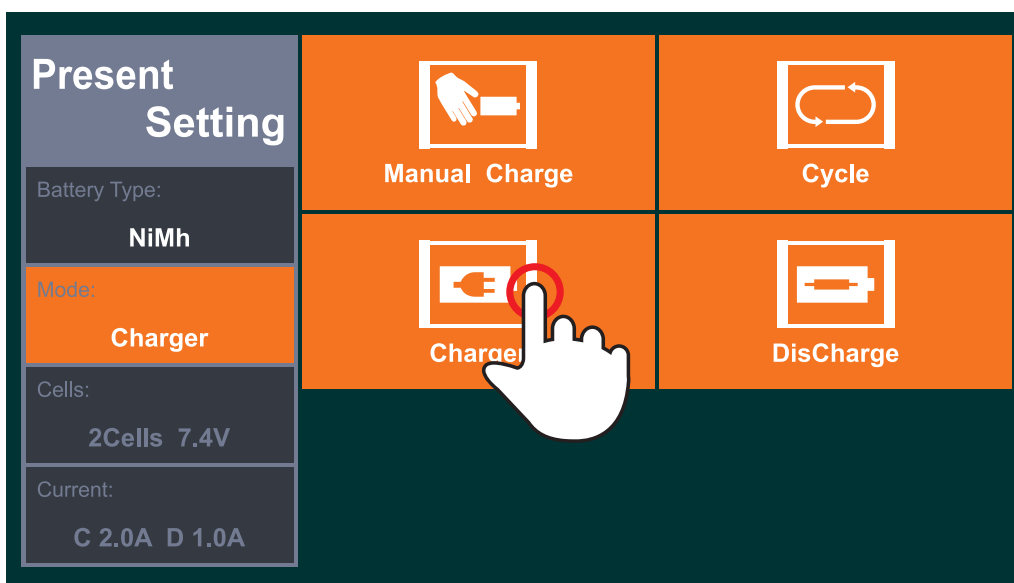 Present
Setting
Battery Type:
NiMh
Mode:
Charger
Cells:
2Cells 7.4V
Current:
C 2.0A D 1.0A
Manual Charge
Cycle
Charger
DisCharge